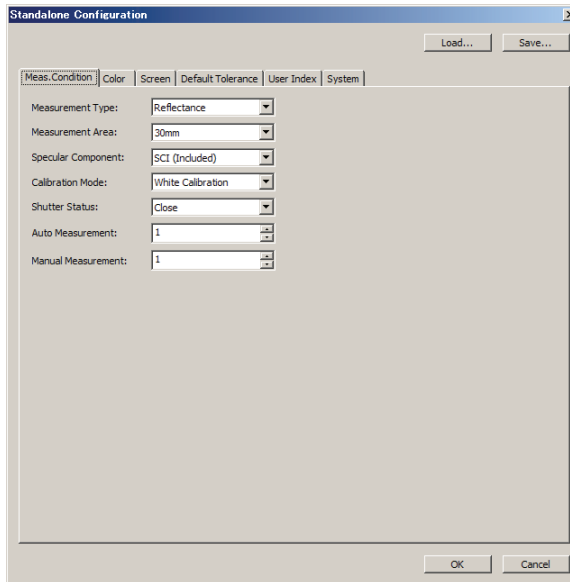 Standalone Configuration
Load... Save...
Meas.Condition Color Screen Default Tolerance User Index System
Measurement Type: Reflectance
Measurement Area: 30mm
Specular Component: SCI (Included)
Calibration Mode: White Calibration
Shutter Status: Close
Auto Measurement: 1
Manual Measurement: 1
OK Cancel